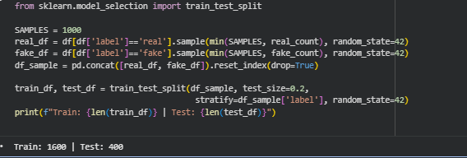 from sklearn.model_selection import train_test_split
SAMPLES = 1000
real_df = df[df['label']=='real'].sample(min(SAMPLES, real_count), random_state=42)
fake_df = df[df['label']=='fake'].sample(min(SAMPLES, fake_count), random_state=42)
df_sample = pd.concat([real_df, fake_df]).reset_index(drop=True)
train_df, test_df = train_test_split(df_sample, test_size=0.2,
stratify=df_sample['label'], random_state=42)
print(f"Train: {len(train_df)} | Test: {len(test_df)}")
Train: 1600 | Test: 400